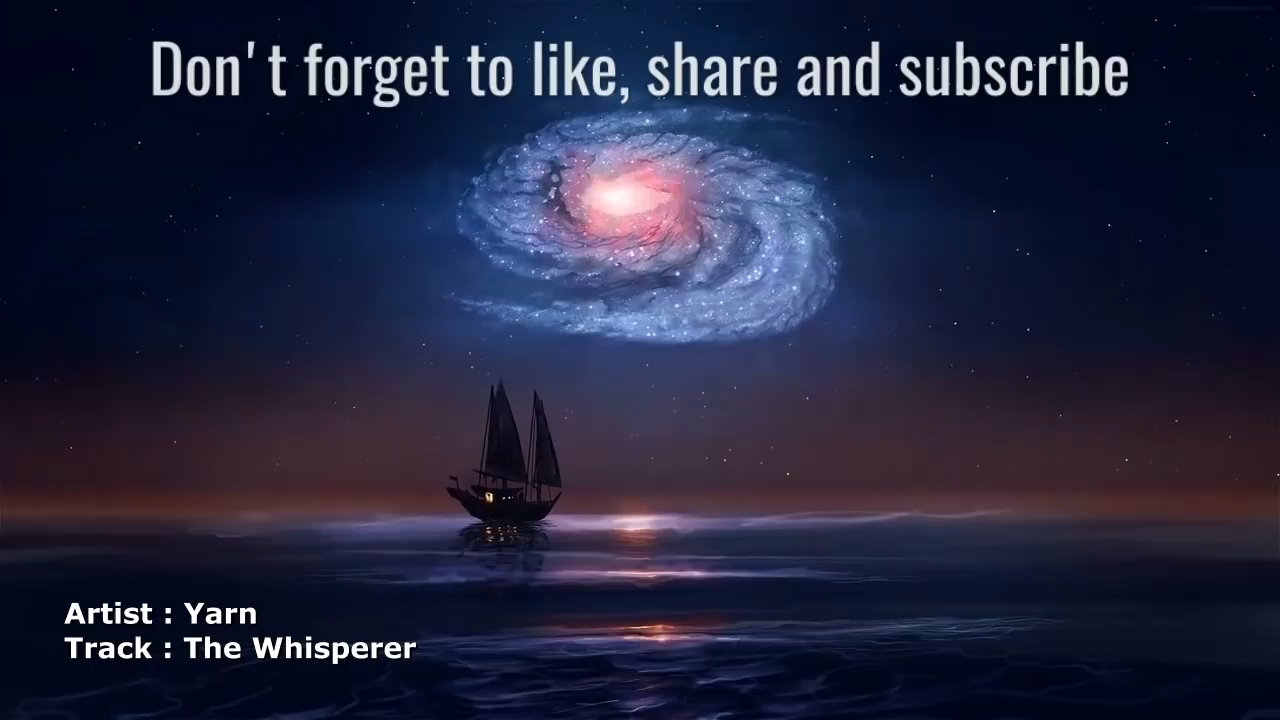 Don't forget to like, share and subscribe
Artist : Yarn
Track : The Whisperer